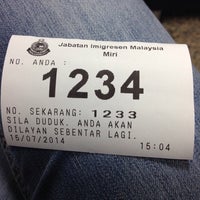 Jabatan Imigresen Malaysia
Miri
NO. ANDA :
1234
NO. SEKARANG: 1233
SILA DUDUK. ANDA AKAN
DILAYAN SEBENTAR LAGI.
15/07/2014 15:04